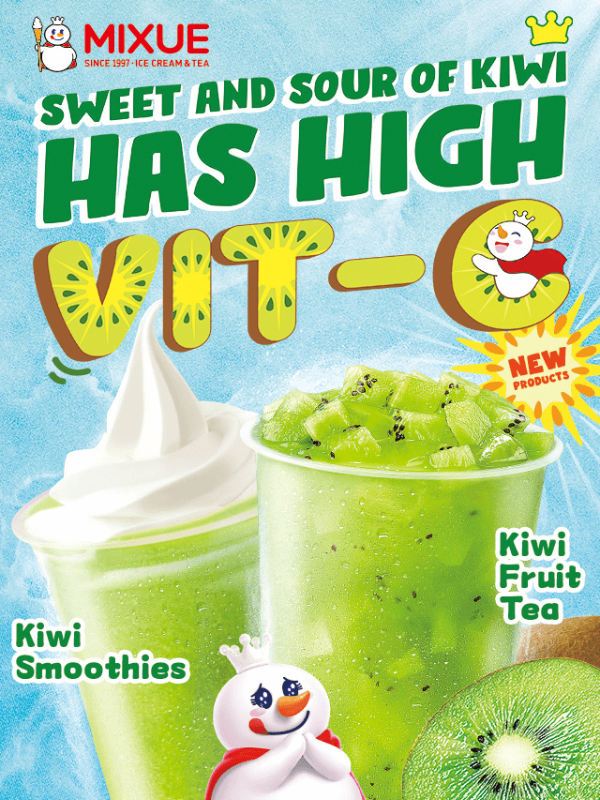 MIXUE
SINCE 1997·ICE CREAM & TEA
SWEET AND SOUR OF KIWI
HAS HIGH
VIT-C
NEW
PRODUCTS
Kiwi
Fruit
Tea
Kiwi
Smoothies